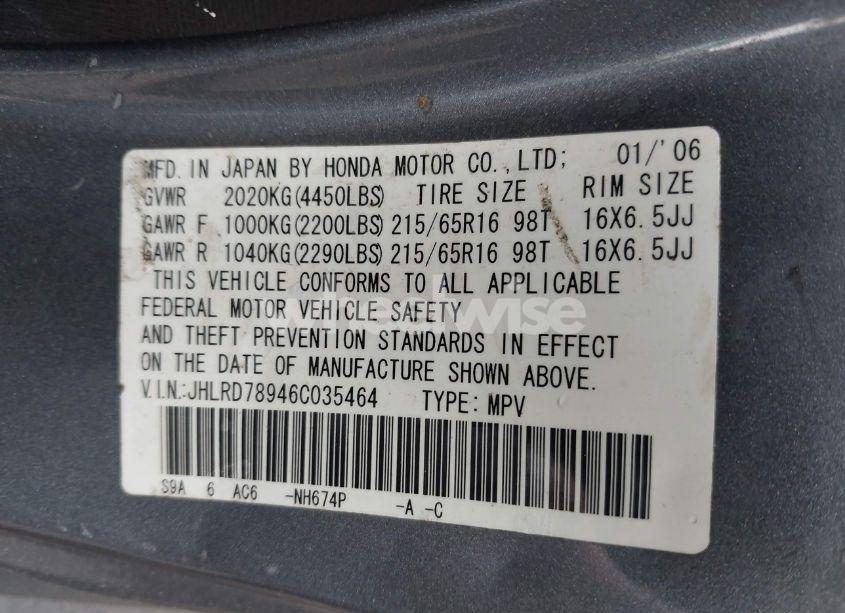 MFD. IN JAPAN BY HONDA MOTOR CO.,LTD; 01/'06
GVWR 2020KG(4450LBS) TIRE SIZE RIM SIZE
GAWR F 1000KG(2200LBS) 215/65R16 98T 16X6.5JJ
GAWR R 1040KG(2290LBS) 215/65R16 98T 16X6.5JJ
THIS VEHICLE CONFORMS TO ALL APPLICABLE
FEDERAL MOTOR VEHICLE SAFETY
AND THEFT PREVENTION STANDARDS IN EFFECT
ON THE DATE OF MANUFACTURE SHOWN ABOVE.
V.I.N.:JHLRD78946C035464 TYPE: MPV
S9A 6 AC6 -NH674P -A -C